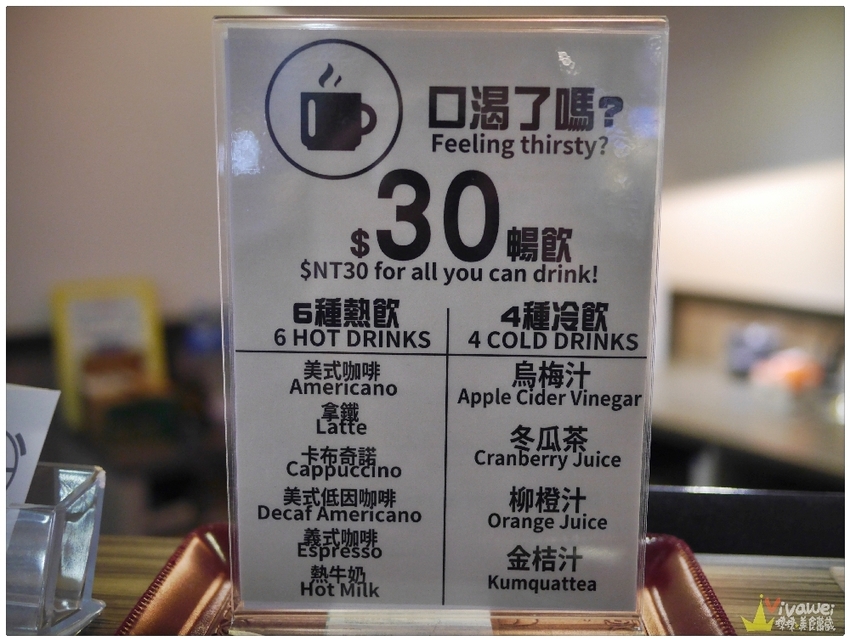 口渴了嗎?
Feeling thirsty?
$30暢飲
$NT30 for all you can drink!
6種熱飲
6 HOT DRINKS
美式咖啡
Americano
拿鐵
Latte
卡布奇諾
Cappuccino
美式低因咖啡
Decaf Americano
義式咖啡
Espresso
熱牛奶
Hot Milk
4種冷飲
4 COLD DRINKS
烏梅汁
Apple Cider Vinegar
冬瓜茶
Cranberry Juice
柳橙汁
Orange Juice
金桔汁
Kumquattea
Vivawei